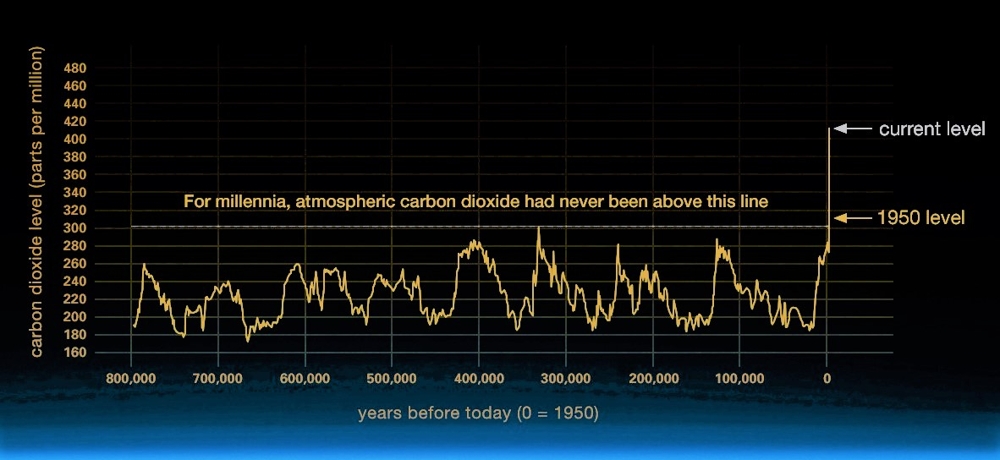 carbon dioxide level (parts per million)
480
460
440
420
400
380
360
340
320
300
280
260
240
220
200
180
160
current level
For millennia, atmospheric carbon dioxide had never been above this line
1950 level
800,000 700,000 600,000 500,000 400,000 300,000 200,000 100,000 0
years before today (0 = 1950)